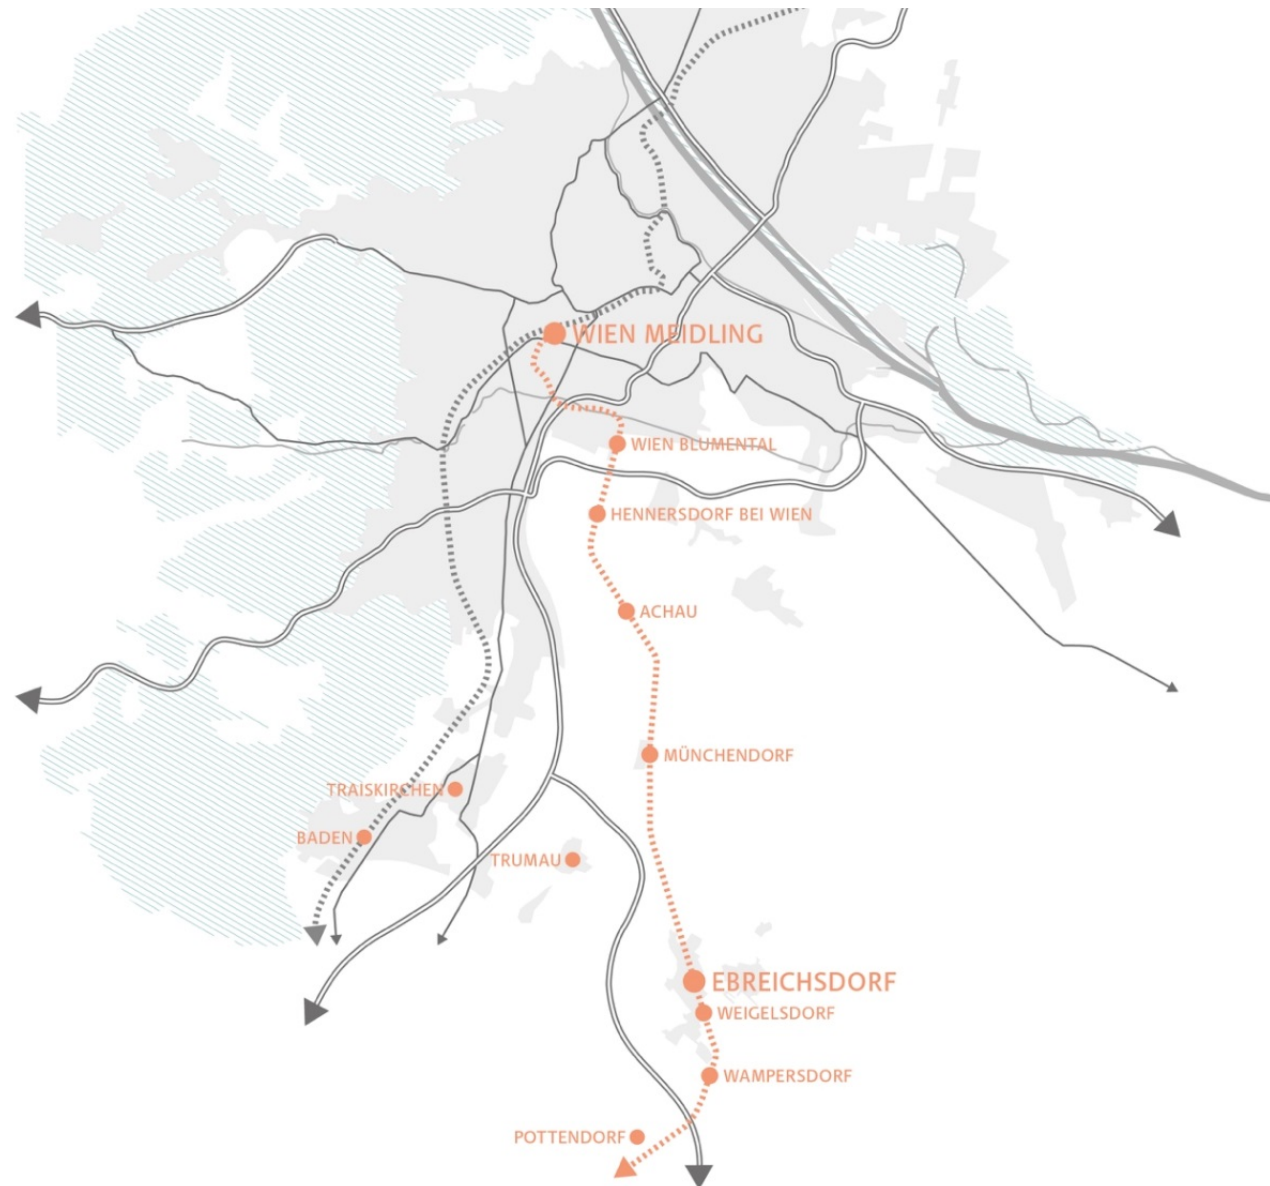 WIEN MEIDLING
WIEN BLUMENTAL
HENNERSDORF BEI WIEN
ACHAU
MÜNCHENDORF
TRAISKIRCHEN
BADEN
TRUMAU
EBREICHSDORF
WEIGELSDORF
WAMPERSDORF
POTTENDORF